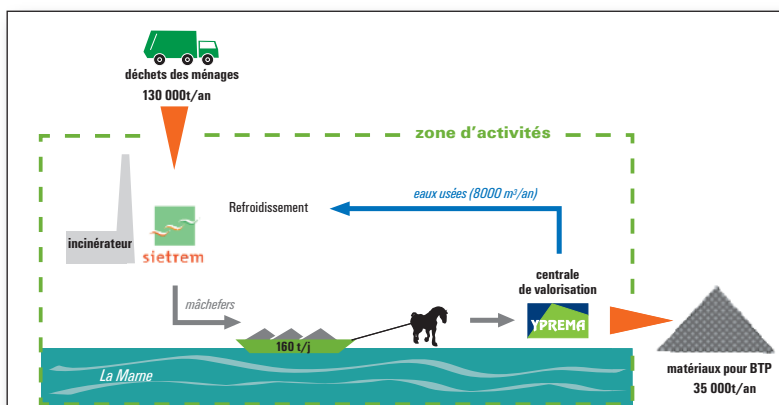 déchets des ménages
130 000t/an
zone d'activités
eaux usées (8000 m³/an)
Refroidissement
incinérateur
sietrem
centrale
de valorisation
mâchefers
YPREMA
160 t/j
La Marne
matériaux pour BTP
35 000t/an